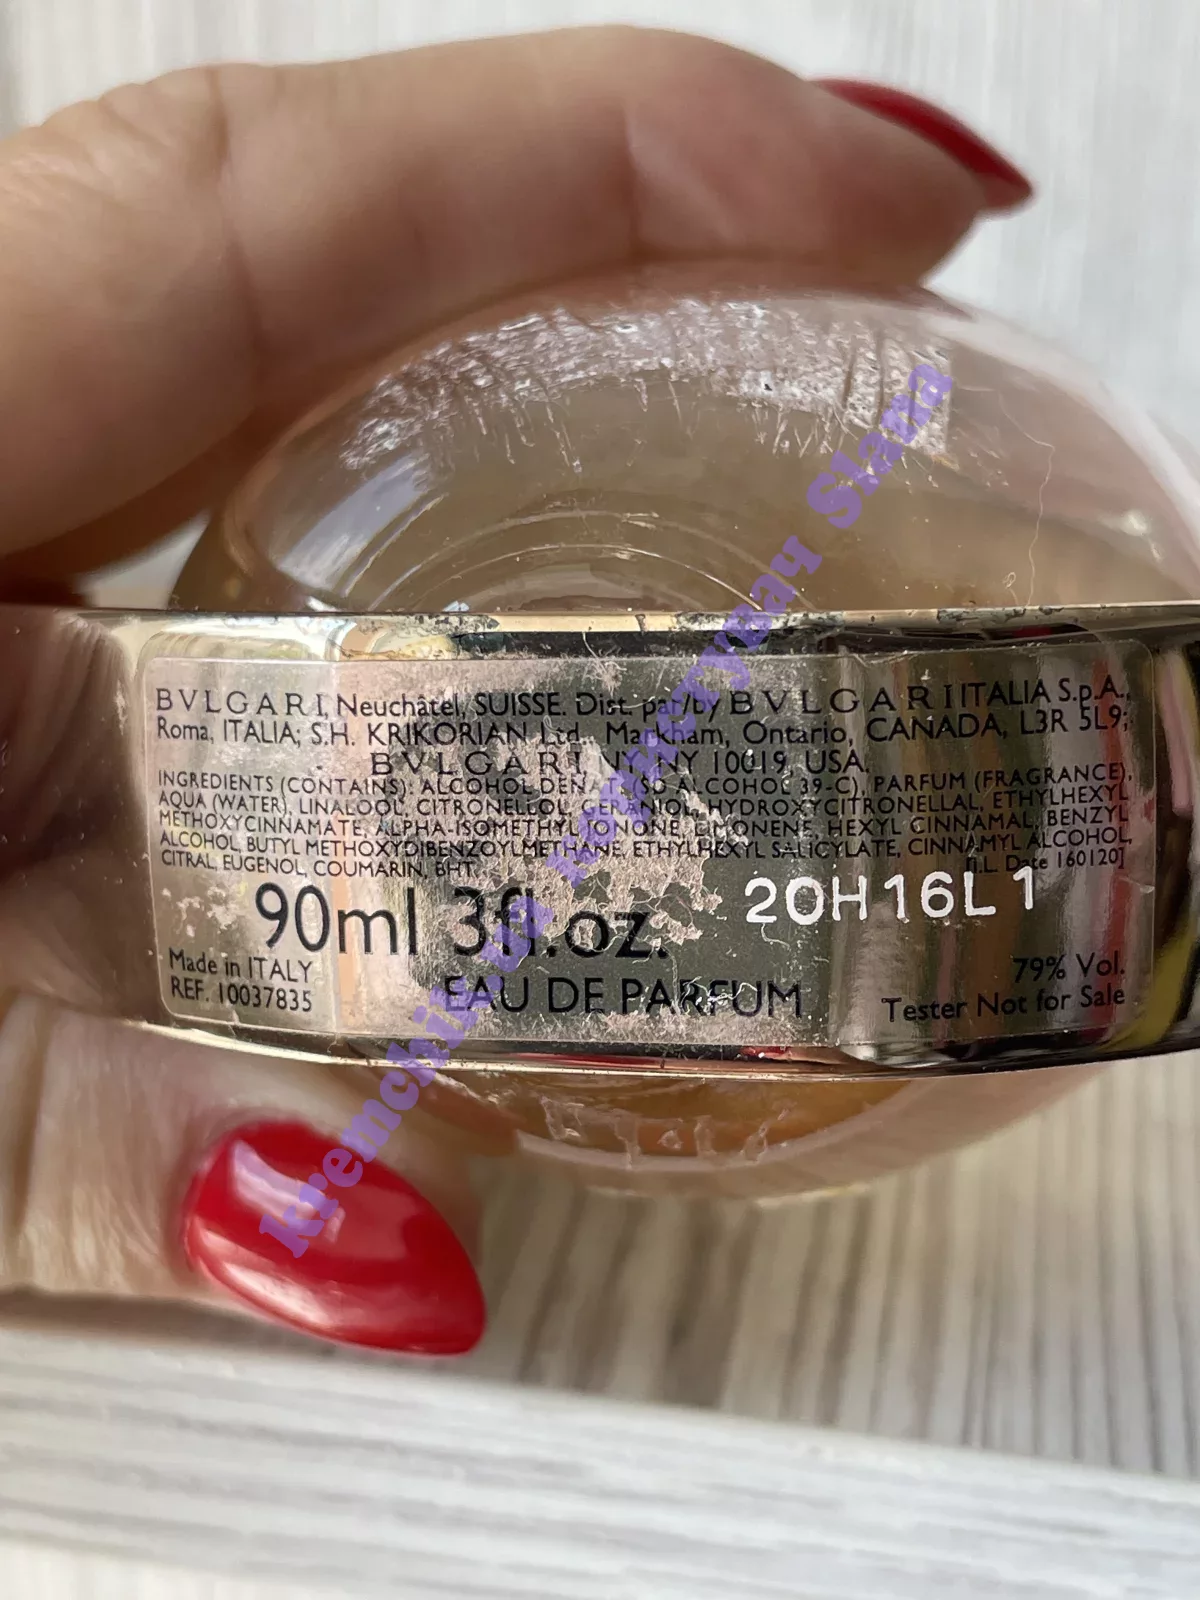 BVLGARI, Neuchâtel, SUISSE. Dist. par/by BVLGARI ITALIA S.p.A.,
Roma, ITALIA; S.H. KRIKORIAN Ltd, Markham, Ontario, CANADA, L3R 5L9;
BVLGARI NY, NY 10019, USA.
INGREDIENTS (CONTAINS): ALCOHOL DENAT. (SD ALCOHOL 39-C), PARFUM (FRAGRANCE),
AQUA (WATER), LINALOOL, CITRONELLOL, GERANIOL, HYDROXYCITRONELLAL, ETHYLHEXYL
METHOXYCINNAMATE, ALPHA-ISOMETHYL IONONE, LIMONENE, HEXYL CINNAMAL, BENZYL
ALCOHOL, BUTYL METHOXYDIBENZOYLMETHANE, ETHYLHEXYL SALICYLATE, CINNAMYL ALCOHOL,
CITRAL, EUGENOL, COUMARIN, BHT. [I.L. Date 160120]
90ml 3fl.oz.
20H16L1
Made in ITALY
REF. 10037835
EAU DE PARFUM
79% Vol.
Tester Not for Sale
kremchik
Slana